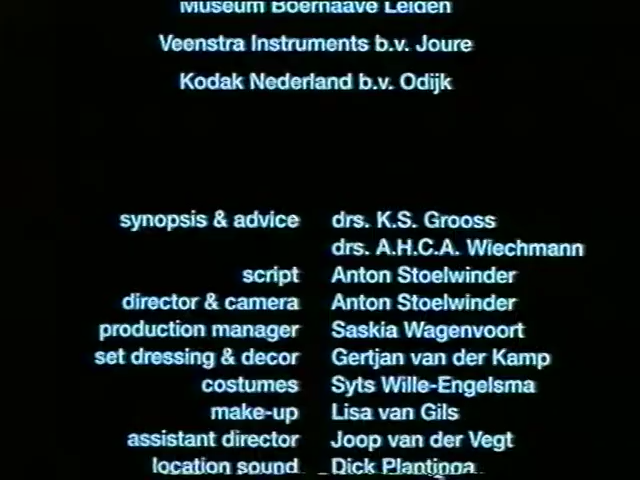 Museum Boerhaave Leiden
Veenstra Instruments b.v. Joure
Kodak Nederland b.v. Odijk
synopsis & advice drs. K.S. Grooss
drs. A.H.C.A. Wiechmann
script Anton Stoelwinder
director & camera Anton Stoelwinder
production manager Saskia Wagenvoort
set dressing & decor Gertjan van der Kamp
costumes Syts Wille-Engelsma
make-up Lisa van Gils
assistant director Joop van der Vegt
location sound Dick Plantinga